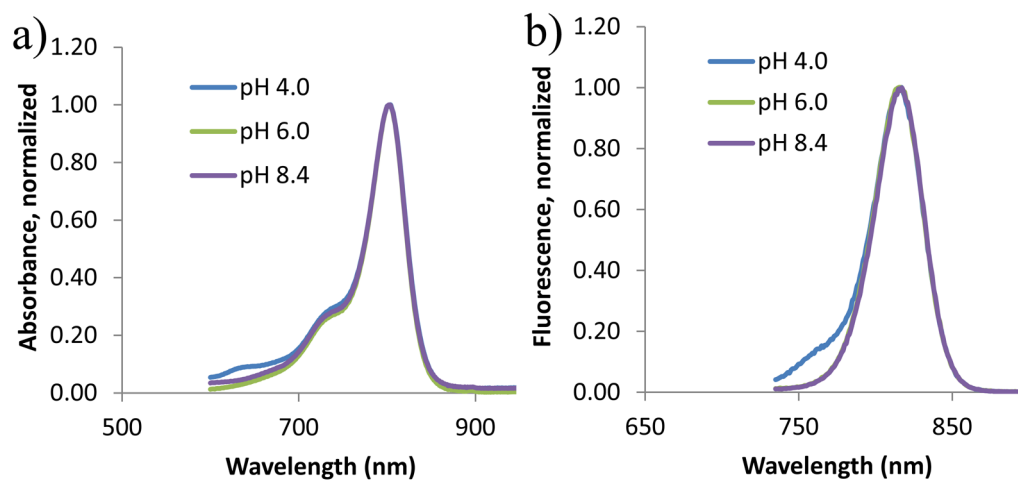 a)
Absorbance, normalized
1.20
1.00
0.80
0.60
0.40
0.20
0.00
pH 4.0
pH 6.0
pH 8.4
500
700
900
Wavelength (nm)
b)
Fluorescence, normalized
1.20
1.00
0.80
0.60
0.40
0.20
0.00
pH 4.0
pH 6.0
pH 8.4
650
750
850
Wavelength (nm)